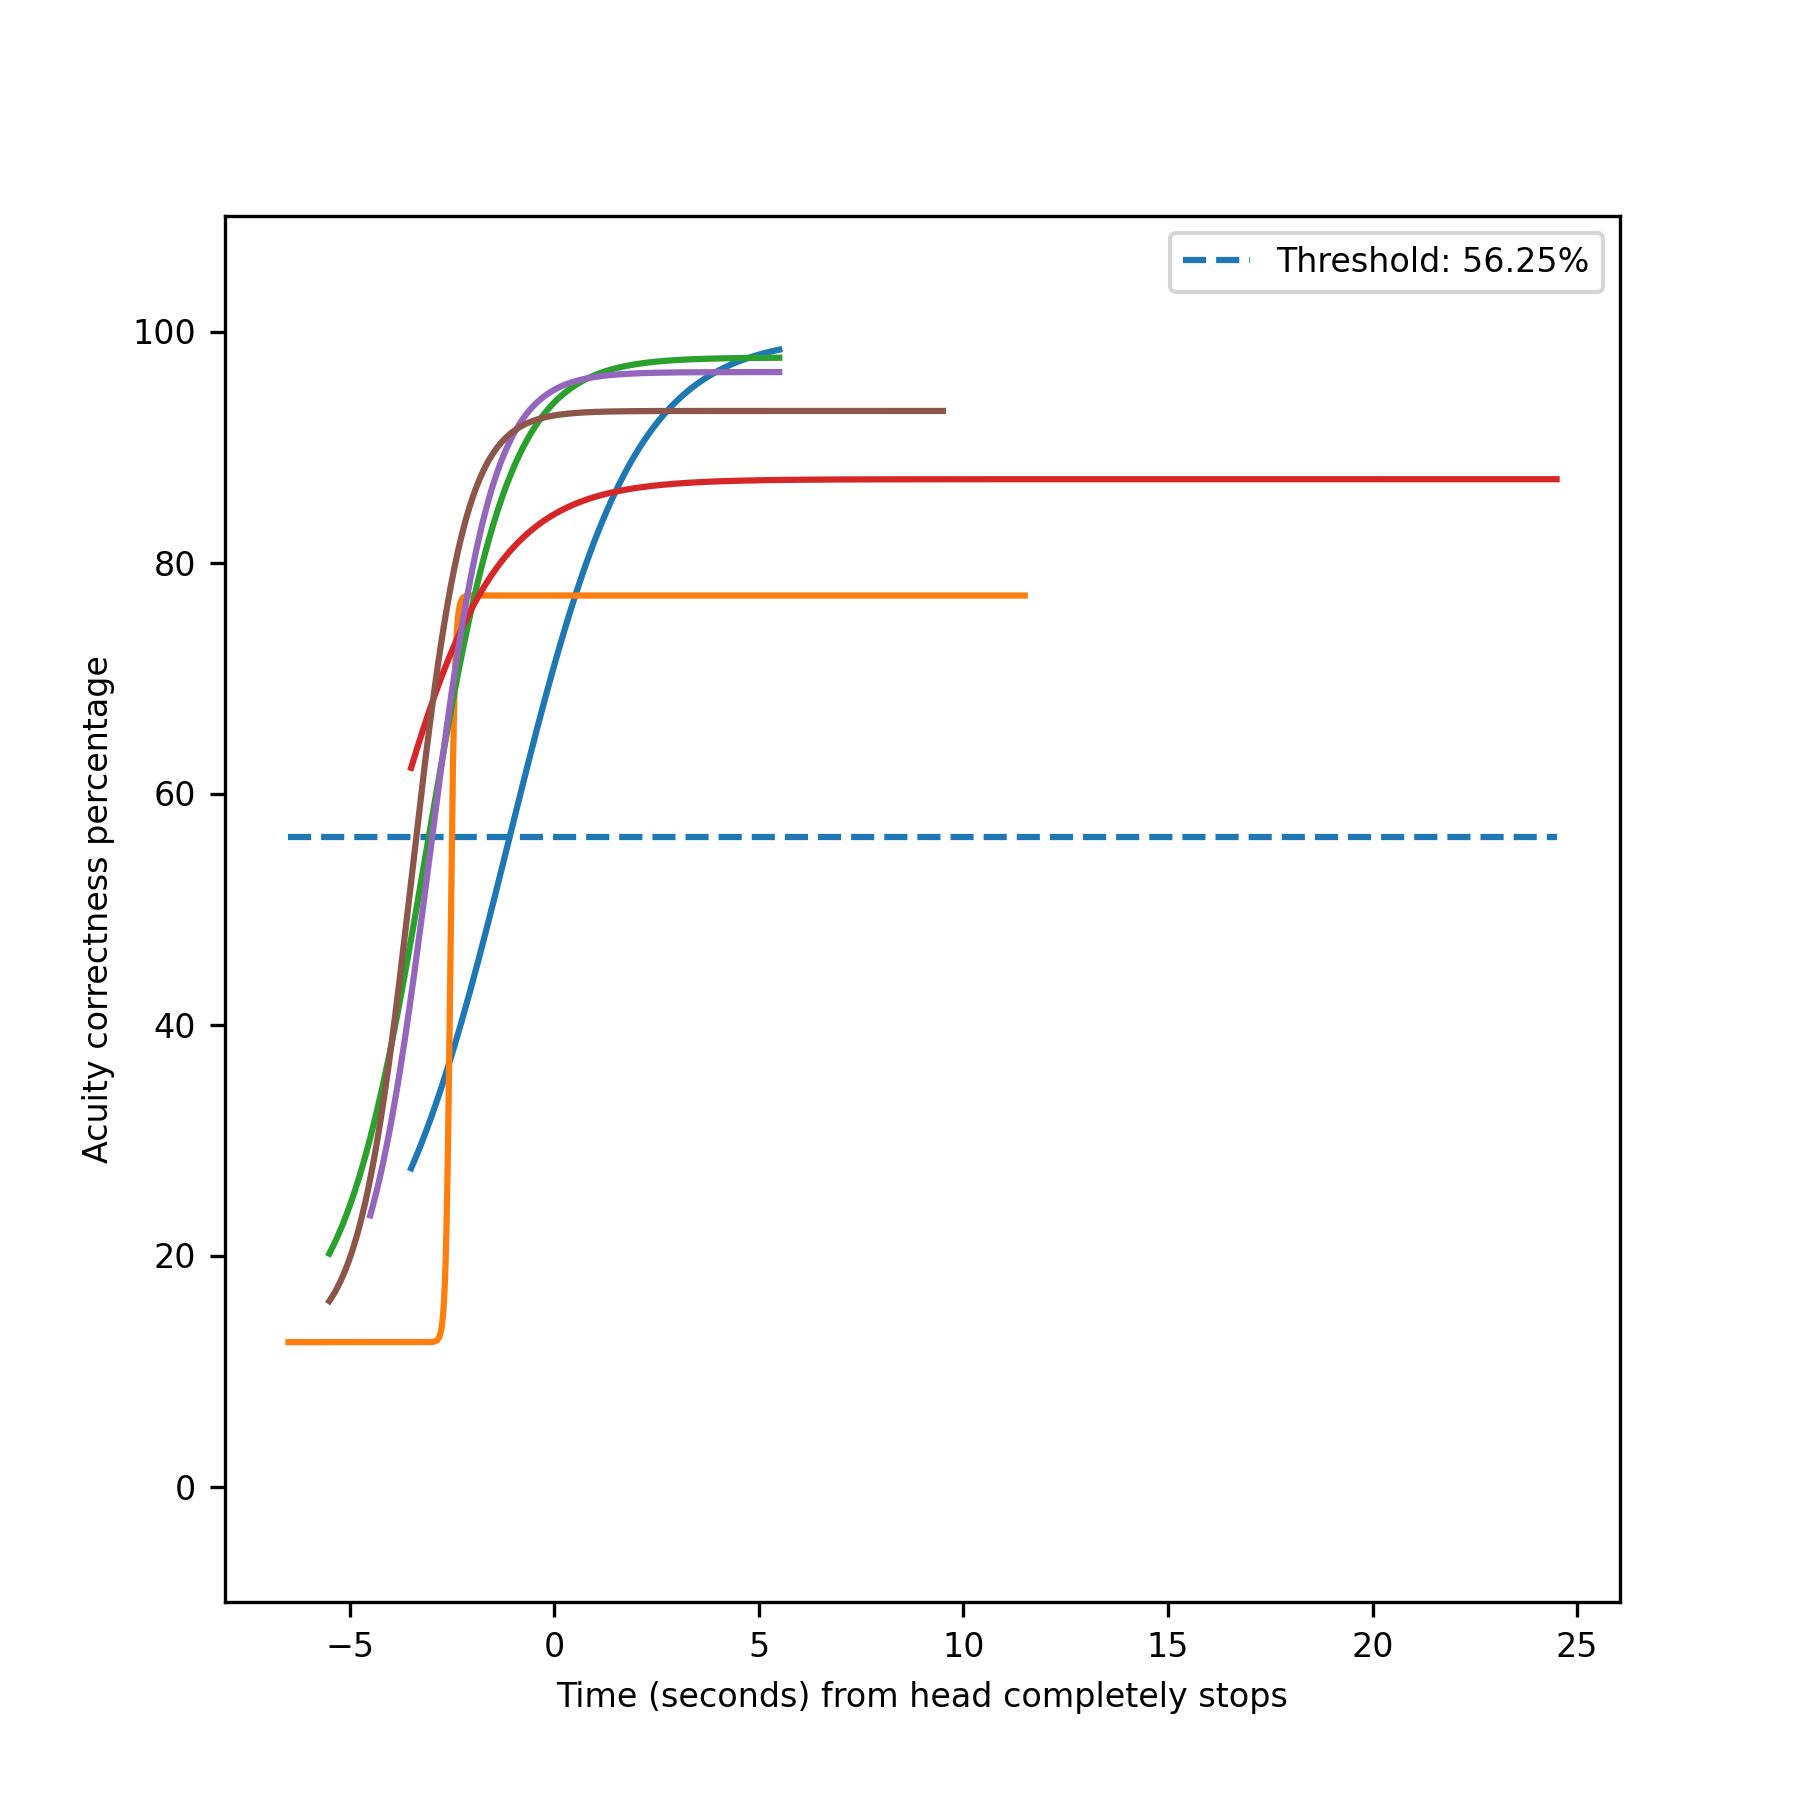 Threshold: 56.25%
100
80
60
40
20
0
Acuity correctness percentage
−5 0 5 10 15 20 25
Time (seconds) from head completely stops